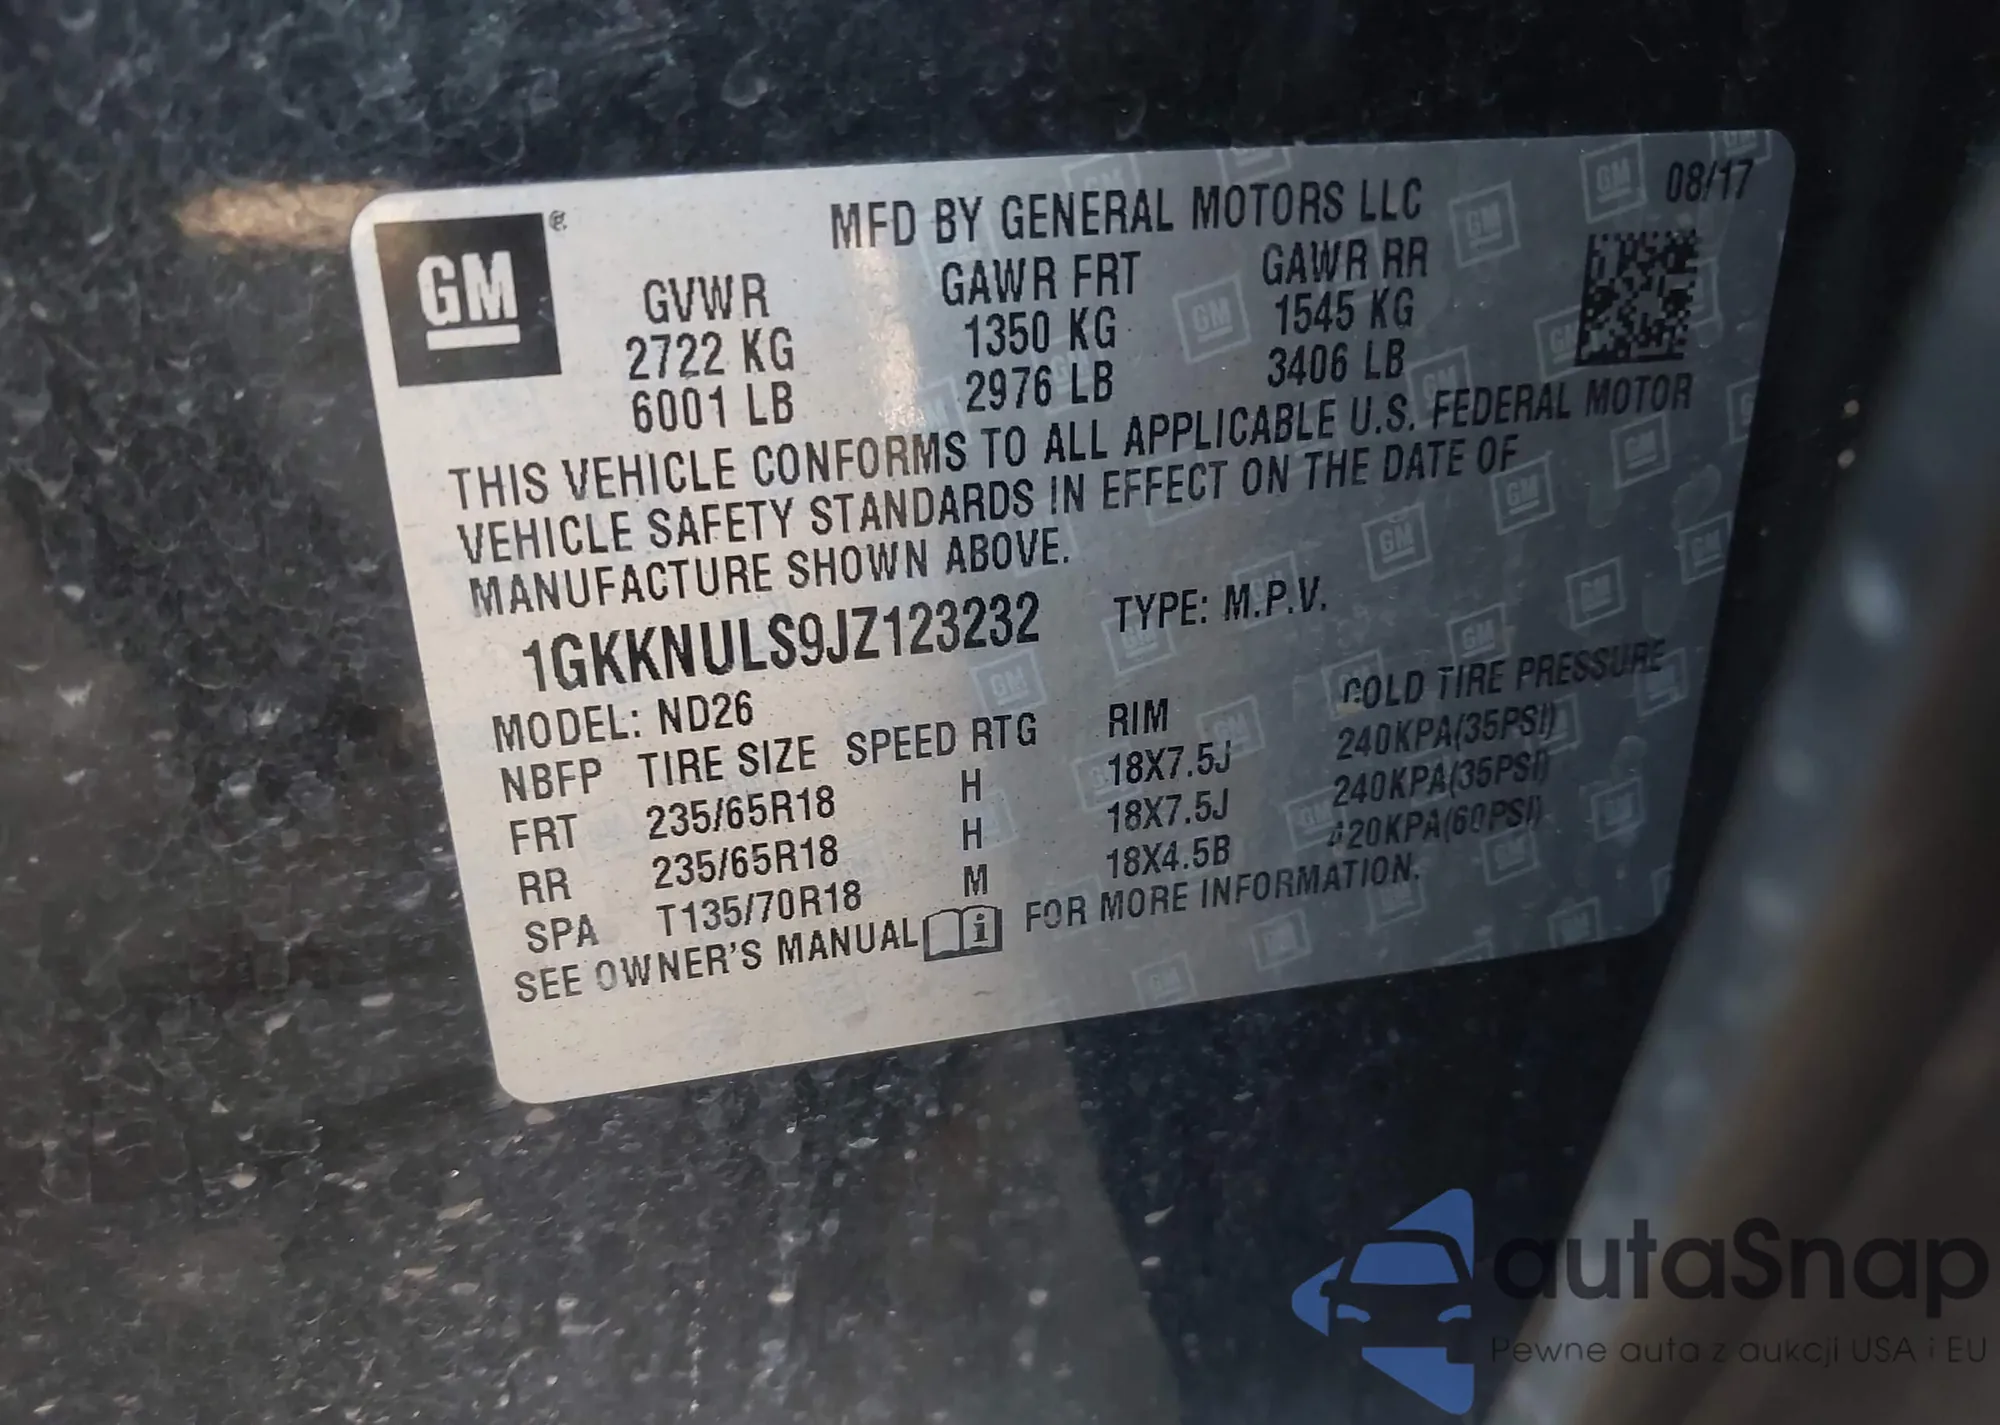 GM ®
MFD BY GENERAL MOTORS LLC
08/17
GVWR GAWR FRT GAWR RR
2722 KG 1350 KG 1545 KG
6001 LB 2976 LB 3406 LB
THIS VEHICLE CONFORMS TO ALL APPLICABLE U.S. FEDERAL MOTOR
VEHICLE SAFETY STANDARDS IN EFFECT ON THE DATE OF
MANUFACTURE SHOWN ABOVE.
1GKKNULS9JZ123232 TYPE: M.P.V.
MODEL: ND26
NBFP TIRE SIZE SPEED RTG RIM COLD TIRE PRESSURE
FRT 235/65R18 H 18X7.5J 240KPA(35PSI)
RR 235/65R18 H 18X7.5J 240KPA(35PSI)
SPA T135/70R18 M 18X4.5B 420KPA(60PSI)
SEE OWNER'S MANUAL FOR MORE INFORMATION.
autaSnap
Pewne auta z aukcji USA i EU